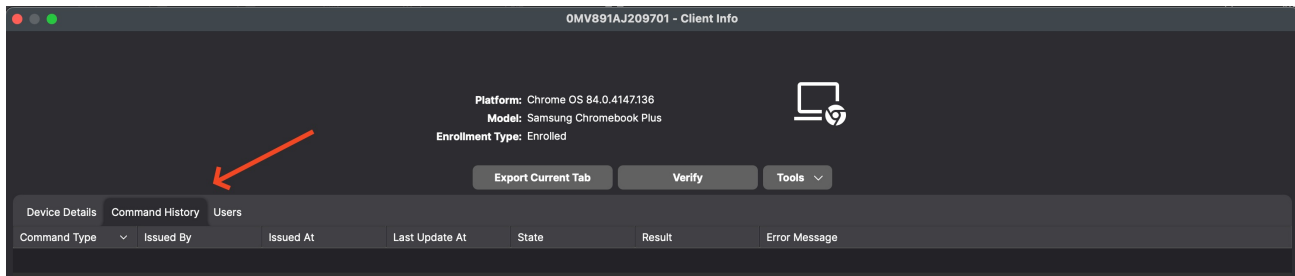 0MV891AJ209701 - Client Info
Platform: Chrome OS 84.0.4147.136
Model: Samsung Chromebook Plus
Enrollment Type: Enrolled
Export Current Tab Verify Tools
Device Details Command History Users
Command Type Issued By Issued At Last Update At State Result Error Message